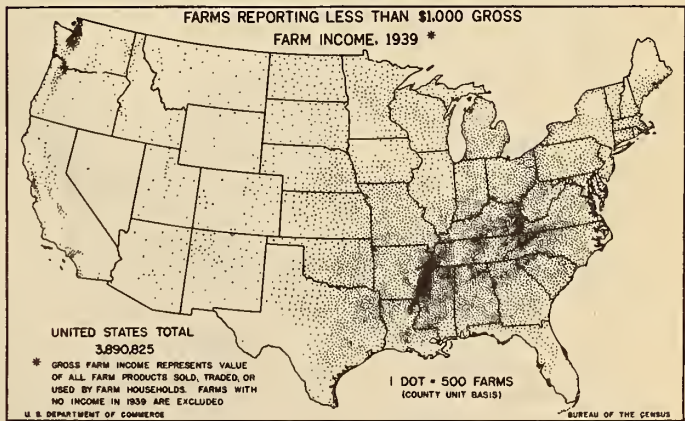 FARMS REPORTING LESS THAN $1,000 GROSS
FARM INCOME, 1939 *
UNITED STATES TOTAL
3,890,825
* GROSS FARM INCOME REPRESENTS VALUE
OF ALL FARM PRODUCTS SOLD, TRADED, OR
USED BY FARM HOUSEHOLDS. FARMS WITH
NO INCOME IN 1939 ARE EXCLUDED
1 DOT = 500 FARMS
(COUNTY UNIT BASIS)
U. S. DEPARTMENT OF COMMERCE
BUREAU OF THE CENSUS